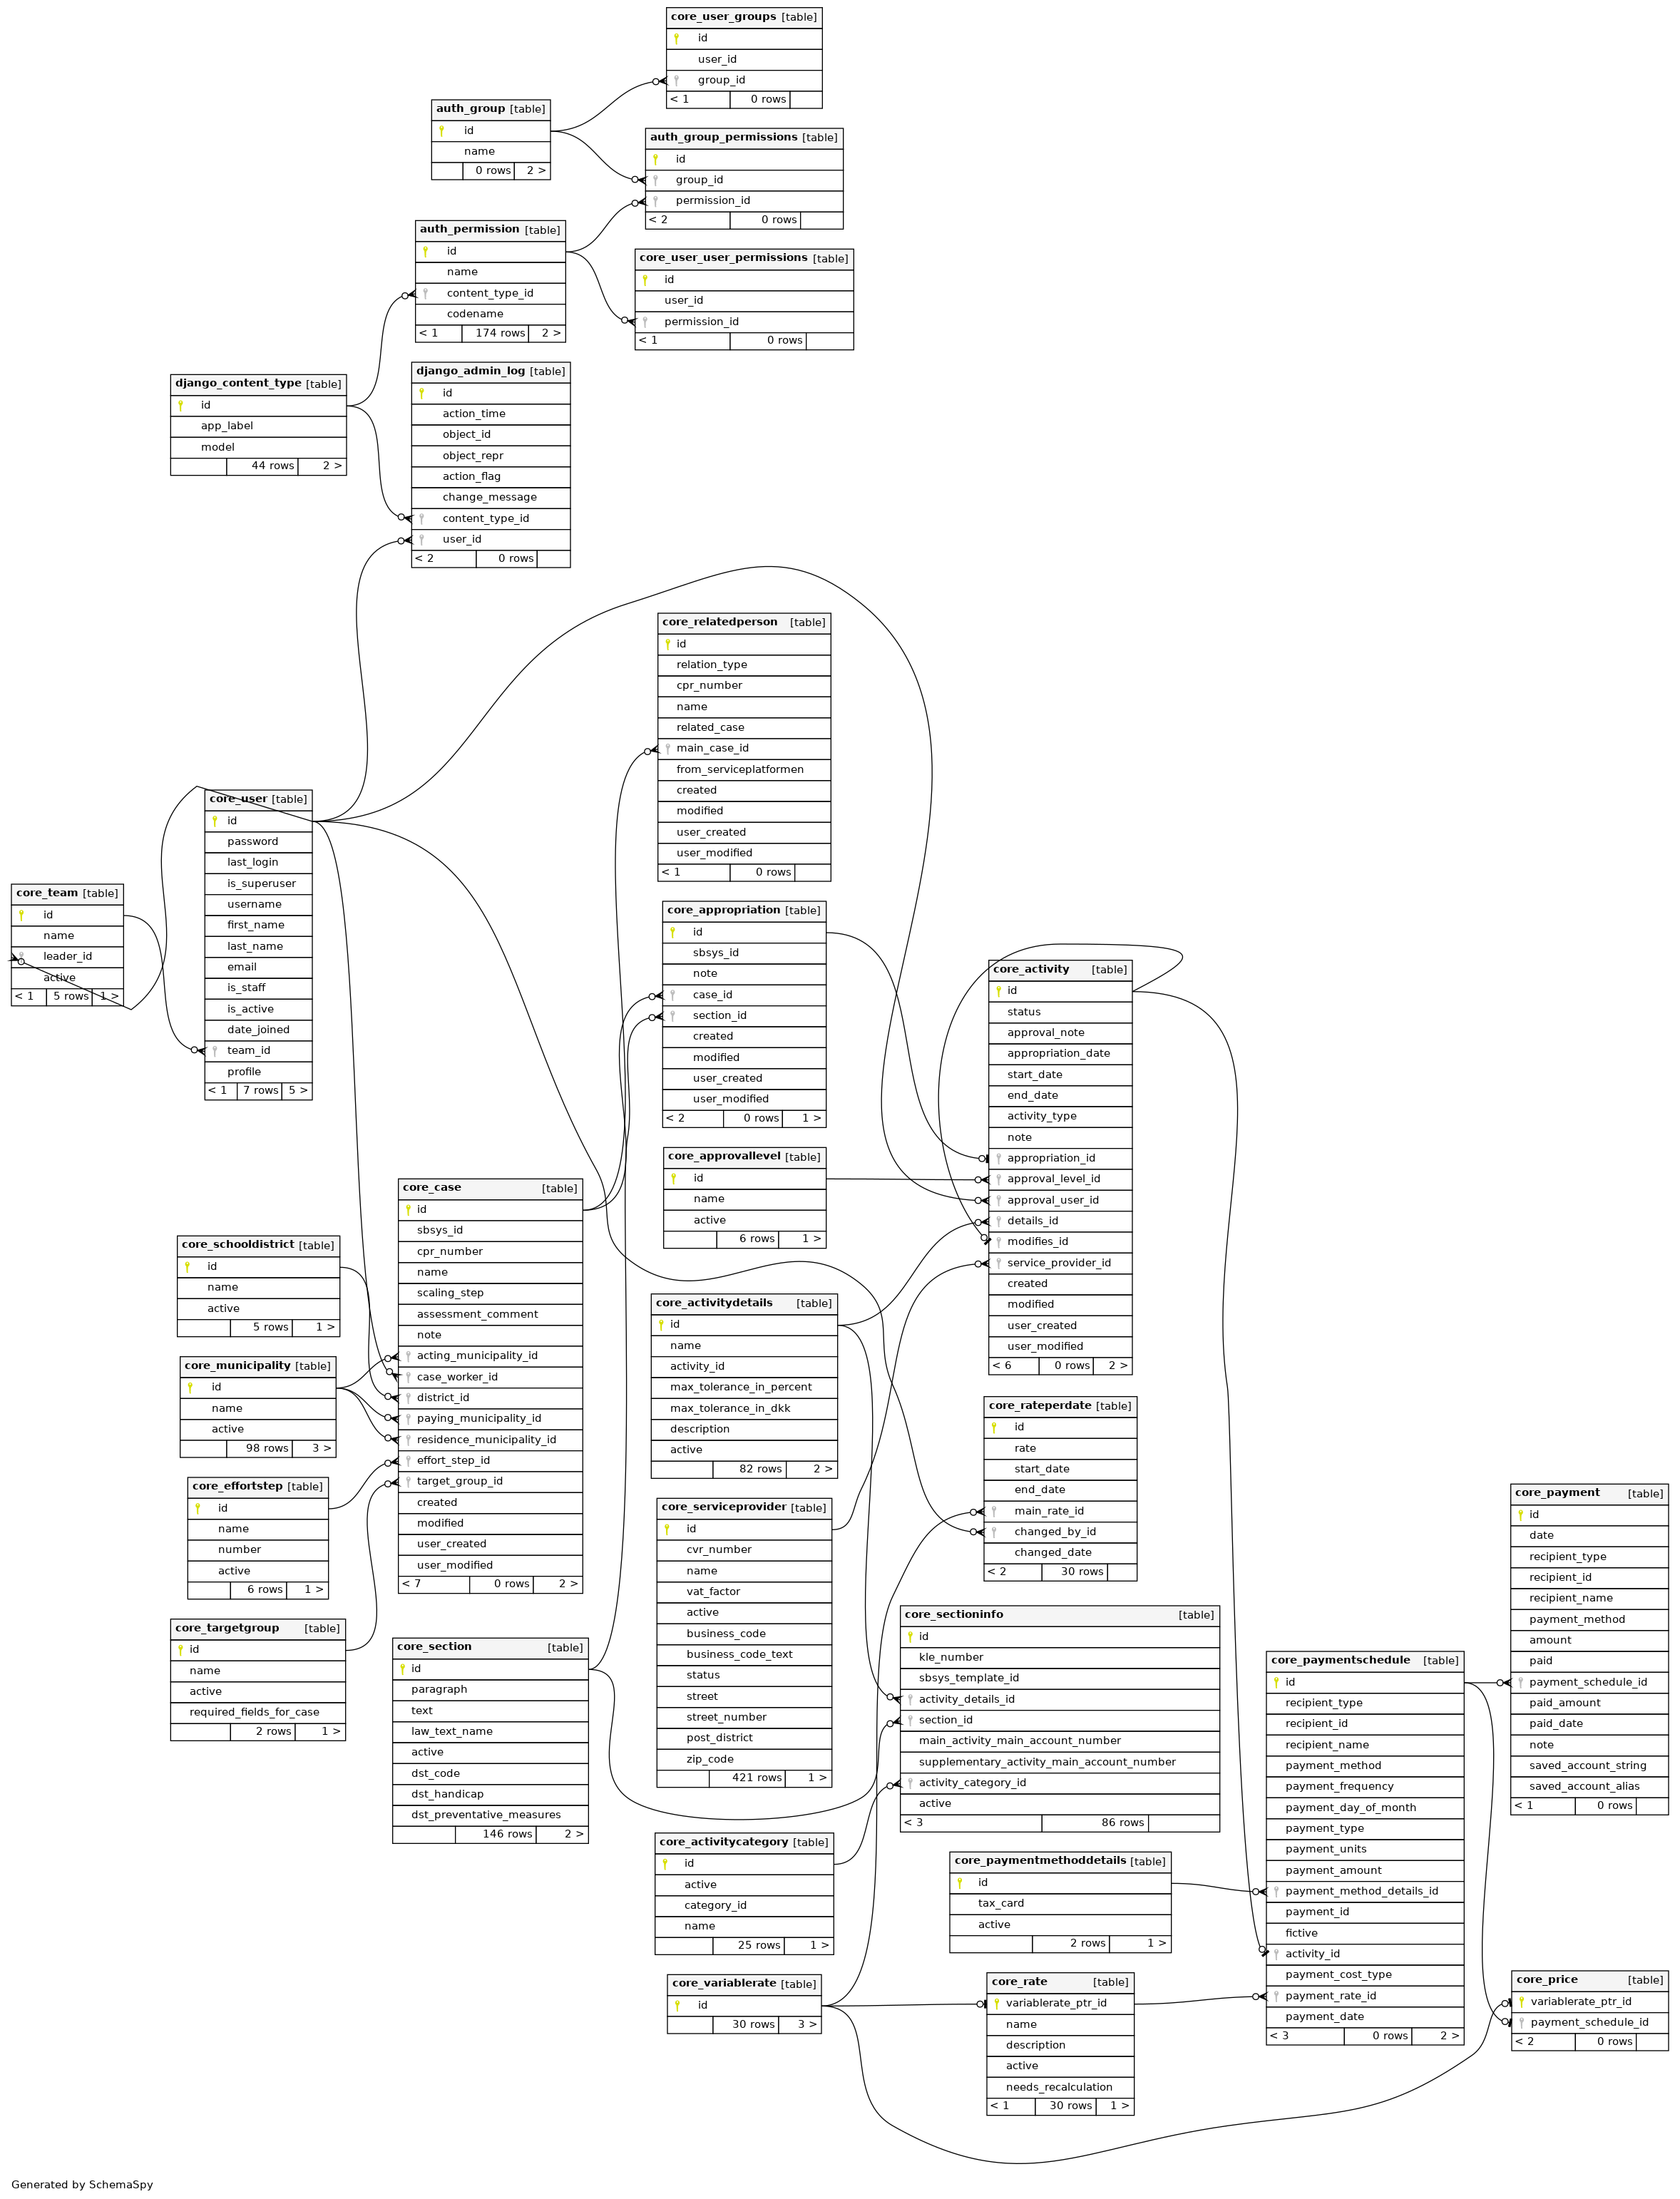 core_user_groups [table]
id
user_id
group_id
< 1 0 rows
auth_group [table]
id
name
0 rows 2 >
auth_group_permissions [table]
id
group_id
permission_id
< 2 0 rows
auth_permission [table]
id
name
content_type_id
codename
< 1 174 rows 2 >
core_user_user_permissions [table]
id
user_id
permission_id
< 1 0 rows
django_content_type [table]
id
app_label
model
44 rows 2 >
django_admin_log [table]
id
action_time
object_id
object_repr
action_flag
change_message
content_type_id
user_id
< 2 0 rows
core_relatedperson [table]
id
relation_type
cpr_number
name
related_case
main_case_id
from_serviceplatformen
created
modified
user_created
user_modified
< 1 0 rows
core_user [table]
id
password
last_login
is_superuser
username
first_name
last_name
email
is_staff
is_active
date_joined
team_id
profile
< 1 7 rows 5 >
core_team [table]
id
name
leader_id
active
< 1 5 rows 1 >
core_appropriation [table]
id
sbsys_id
note
case_id
section_id
created
modified
user_created
user_modified
< 2 0 rows 1 >
core_activity [table]
id
status
approval_note
appropriation_date
start_date
end_date
activity_type
note
appropriation_id
approval_level_id
approval_user_id
details_id
modifies_id
service_provider_id
created
modified
user_created
user_modified
< 6 0 rows 2 >
core_approvallevel [table]
id
name
active
6 rows 1 >
core_case [table]
id
sbsys_id
cpr_number
name
scaling_step
assessment_comment
note
acting_municipality_id
case_worker_id
district_id
paying_municipality_id
residence_municipality_id
effort_step_id
target_group_id
created
modified
user_created
user_modified
< 7 0 rows 2 >
core_schooldistrict [table]
id
name
active
5 rows 1 >
core_municipality [table]
id
name
active
98 rows 3 >
core_effortstep [table]
id
name
number
active
6 rows 1 >
core_targetgroup [table]
id
name
active
required_fields_for_case
2 rows 1 >
core_section [table]
id
paragraph
text
law_text_name
active
dst_code
dst_handicap
dst_preventative_measures
146 rows 2 >
core_activitydetails [table]
id
name
activity_id
max_tolerance_in_percent
max_tolerance_in_dkk
description
active
82 rows 2 >
core_serviceprovider [table]
id
cvr_number
name
vat_factor
active
business_code
business_code_text
status
street
street_number
post_district
zip_code
421 rows 1 >
core_rateperdate [table]
id
rate
start_date
end_date
main_rate_id
changed_by_id
changed_date
< 2 30 rows
core_sectioninfo [table]
id
kle_number
sbsys_template_id
activity_details_id
section_id
main_activity_main_account_number
supplementary_activity_main_account_number
activity_category_id
active
< 3 86 rows
core_activitycategory [table]
id
active
category_id
name
25 rows 1 >
core_paymentmethoddetails [table]
id
tax_card
active
2 rows 1 >
core_variablerate [table]
id
30 rows 3 >
core_rate [table]
variablerate_ptr_id
name
description
active
needs_recalculation
< 1 30 rows 1 >
core_paymentschedule [table]
id
recipient_type
recipient_id
recipient_name
payment_method
payment_frequency
payment_day_of_month
payment_type
payment_units
payment_amount
payment_method_details_id
payment_id
fictive
activity_id
payment_cost_type
payment_rate_id
payment_date
< 3 0 rows 2 >
core_payment [table]
id
date
recipient_type
recipient_id
recipient_name
payment_method
amount
paid
payment_schedule_id
paid_amount
paid_date
note
saved_account_string
saved_account_alias
< 1 0 rows
core_price [table]
variablerate_ptr_id
payment_schedule_id
< 2 0 rows
Generated by SchemaSpy